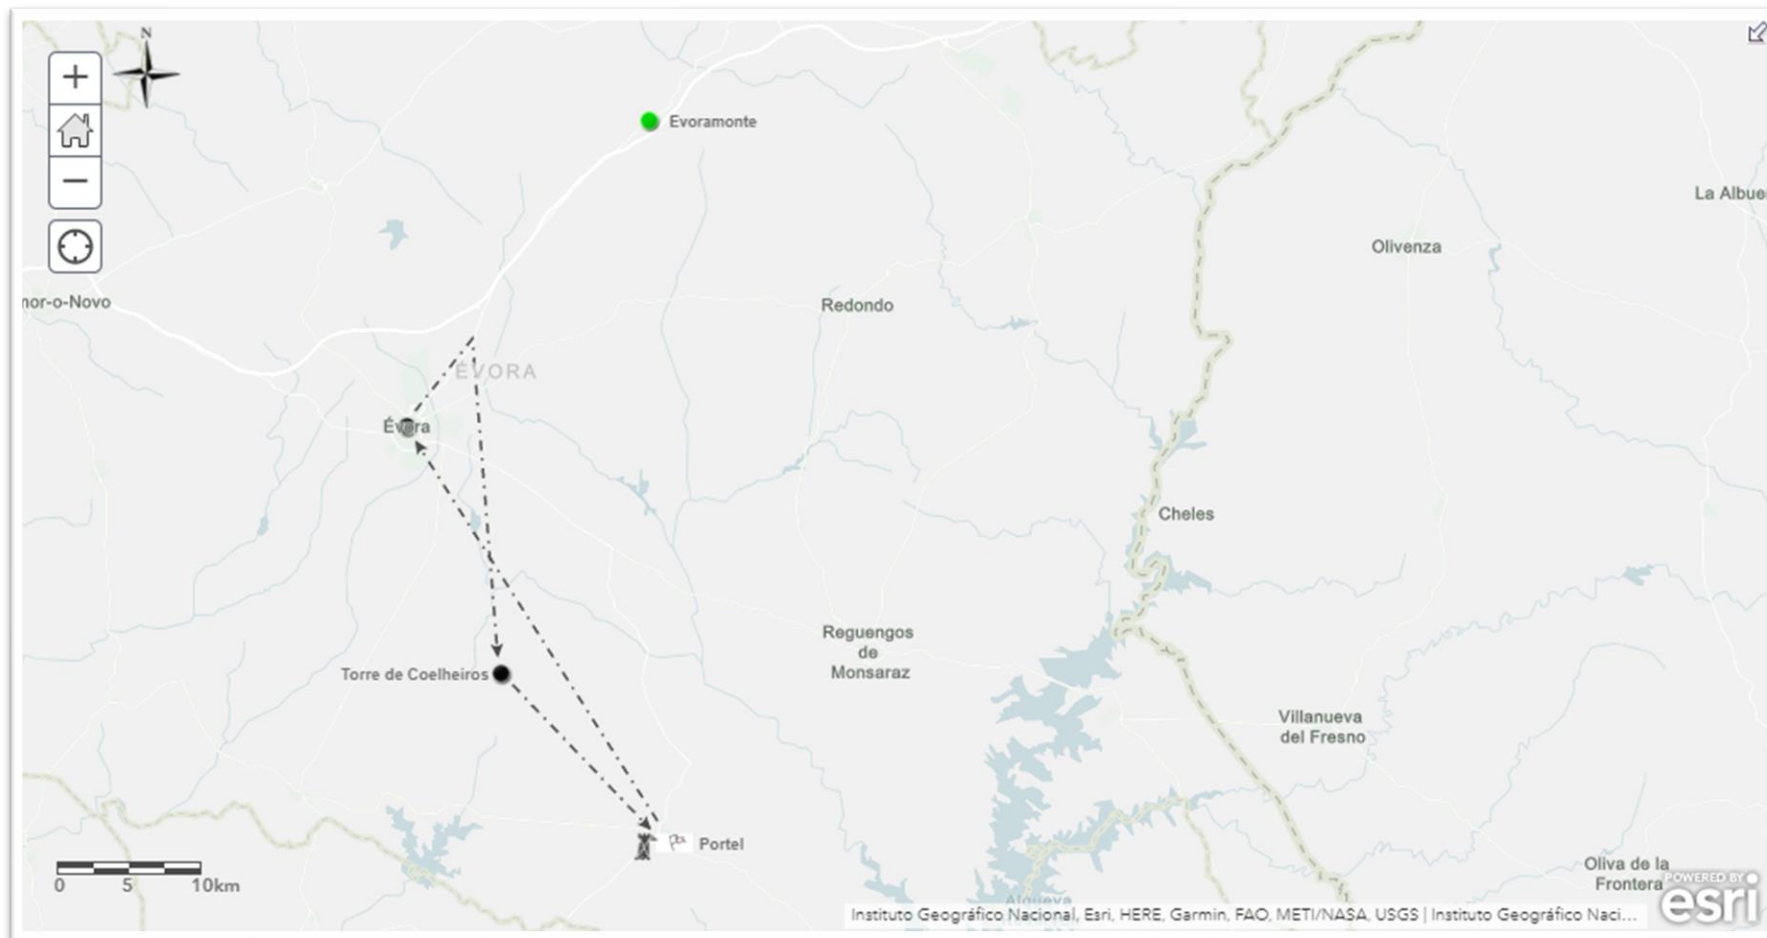 N
+
−
Evoramonte
La Albue
Olivenza
nor-o-Novo
Redondo
ÉVORA
Évora
Cheles
Reguengos
de
Monsaraz
Torre de Coelheiros
Villanueva
del Fresno
Portel
Oliva de la
Frontera
0 5 10km
Alqueva
POWERED BY
esri
Instituto Geográfico Nacional, Esri, HERE, Garmin, FAO, METI/NASA, USGS | Instituto Geográfico Naci...